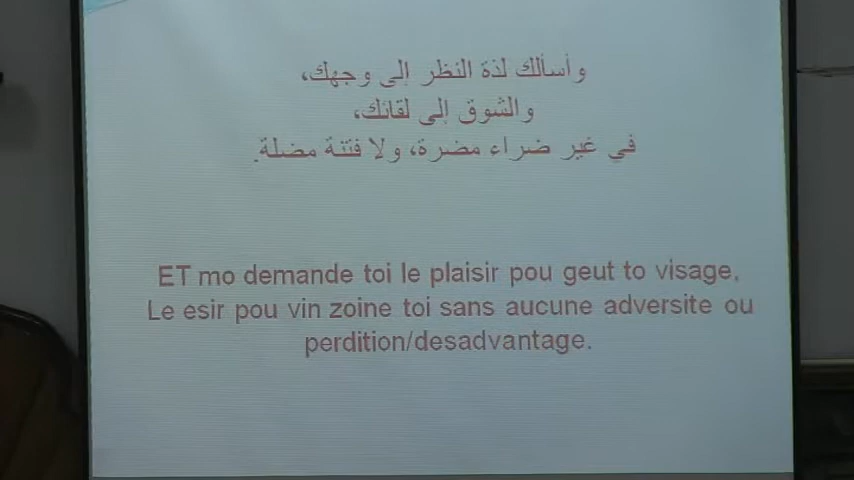 وأسألك لذة النظر إلى وجهك،
والشوق إلى لقائك،
في غير ضراء مضرة، ولا فتنة مضلة.
ET mo demande toi le plaisir pou geut to visage,
Le esir pou vin zoine toi sans aucune adversite ou
perdition/desadvantage.